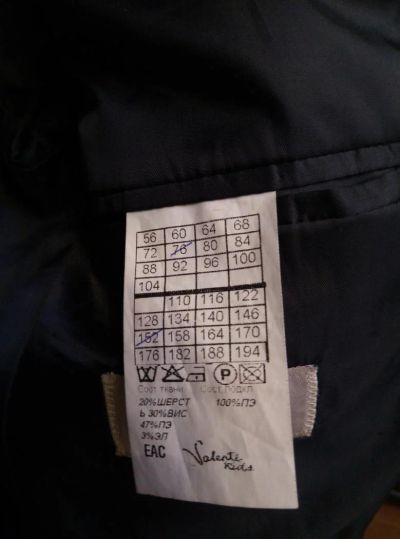 56 60 64 68
72 76 80 84
88 92 96 100
104
110 116 122
128 134 140 146
152 158 164 170
176 182 188 194
Сост ткани Сост подкл
20%ШЕРСТ 100%ПЭ
Ь 30%ВИС
47%ПЭ
3%ЭЛ
EAC Valenti Kids